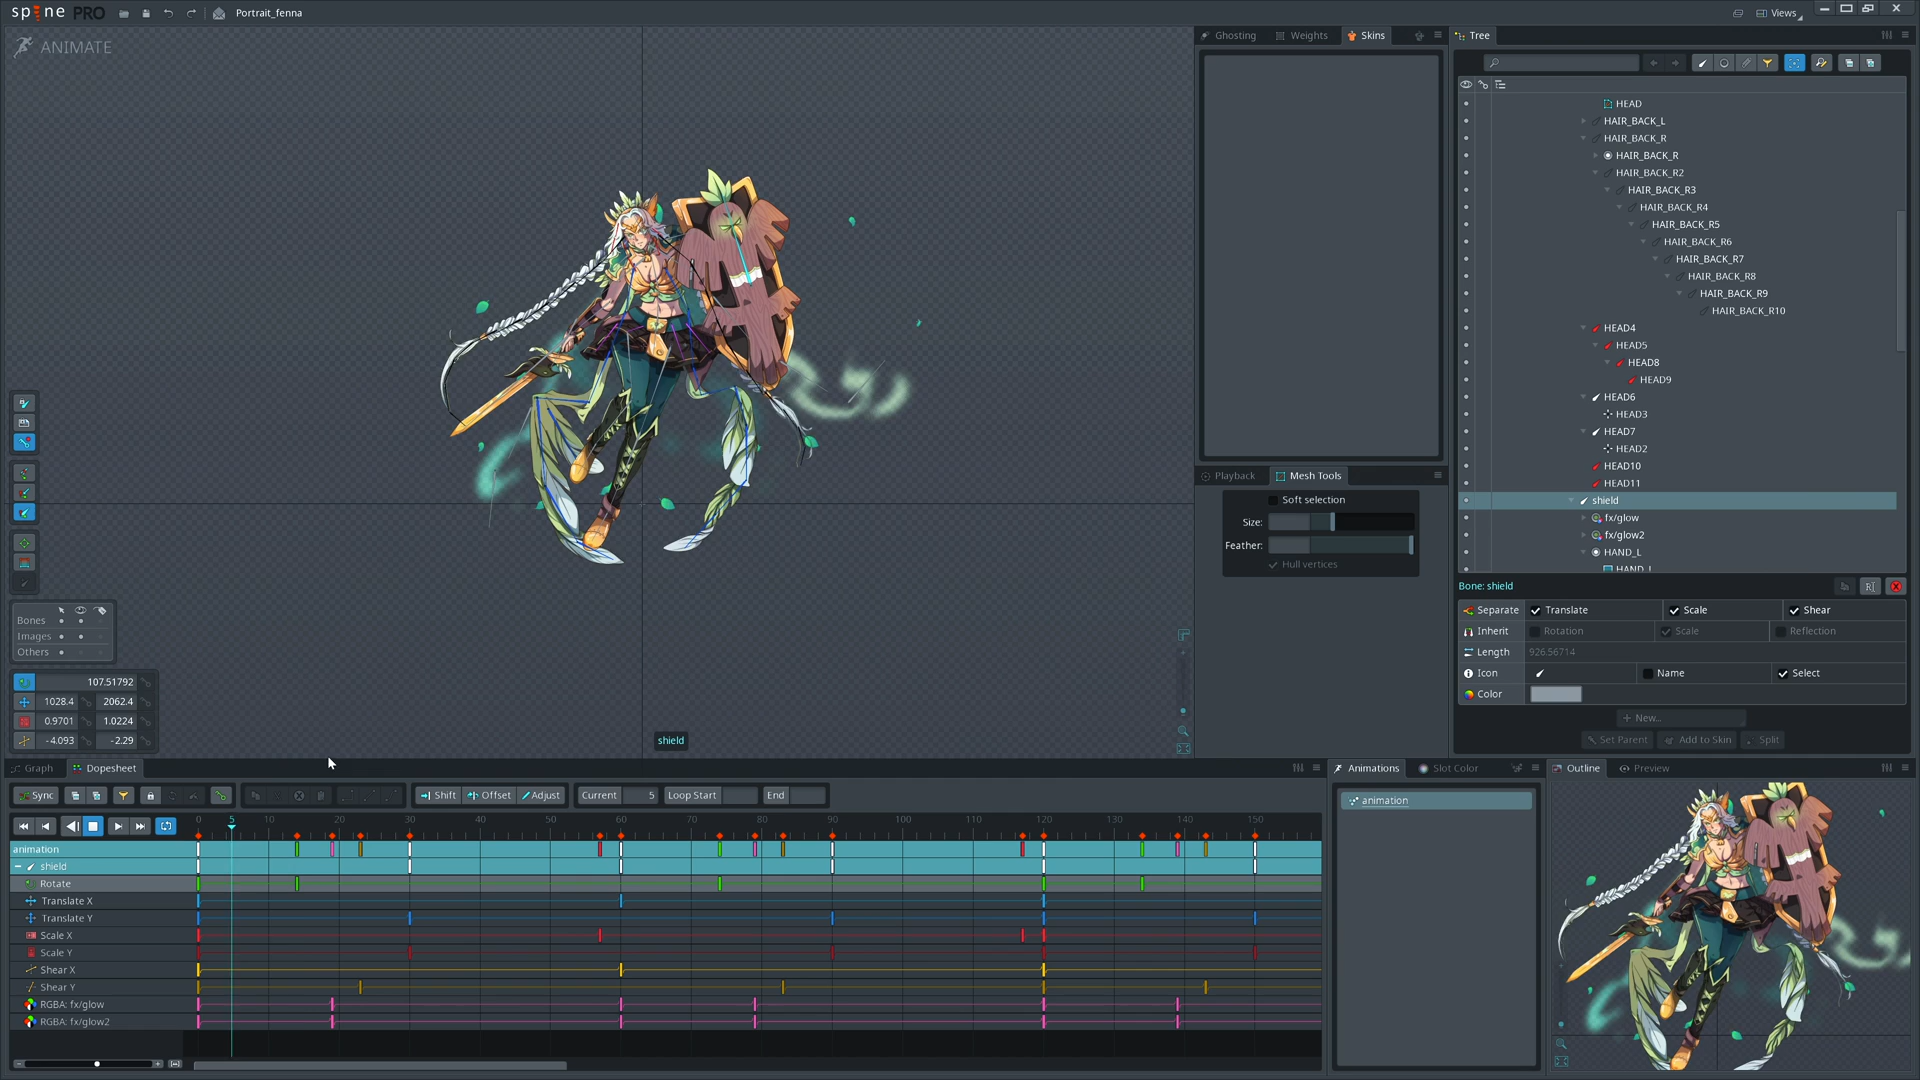 spine PRO
Portrait_fenna
Views
ANIMATE
Ghosting
Weights
Skins
Tree
HEAD
HAIR_BACK_L
HAIR_BACK_R
HAIR_BACK_R
HAIR_BACK_R2
HAIR_BACK_R3
HAIR_BACK_R4
HAIR_BACK_R5
HAIR_BACK_R6
HAIR_BACK_R7
HAIR_BACK_R8
HAIR_BACK_R9
HAIR_BACK_R10
HEAD4
HEAD5
HEAD8
HEAD9
HEAD6
HEAD3
HEAD7
HEAD2
HEAD10
HEAD11
shield
fx/glow
fx/glow2
HAND_L
HAND_L
Playback
Mesh Tools
Soft selection
Size:
Feather:
Hull vertices
Bone: shield
Separate Translate Scale Shear
Inherit Rotation Scale Reflection
Length 926.56714
Icon Name Select
Color
+ New...
Set Parent Add to Skin Split
Bones
Images
Others
107.51792
1028.4 2062.4
0.9701 1.0224
-4.093 -2.29
shield
Graph
Dopesheet
Sync
Shift Offset Adjust
Current 5
Loop Start
End
0 5 10 20 30 40 50 60 70 80 90 100 110 120 130 140 150
animation
shield
Rotate
Translate X
Translate Y
Scale X
Scale Y
Shear X
Shear Y
RGBA: fx/glow
RGBA: fx/glow2
Animations
Slot Color
animation
Outline
Preview